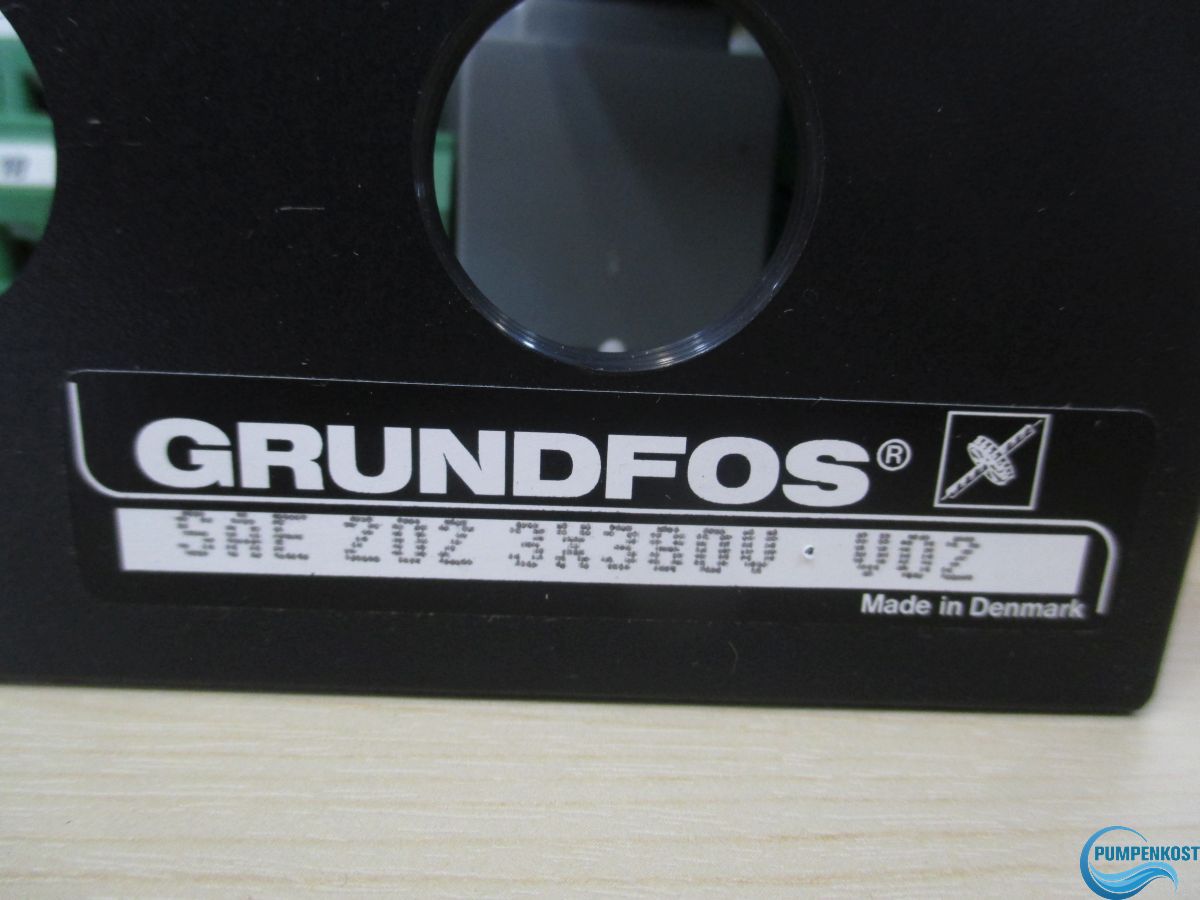 GRUNDFOS®
SAE 202 3X380V · V02
Made in Denmark
PUMPENKOST